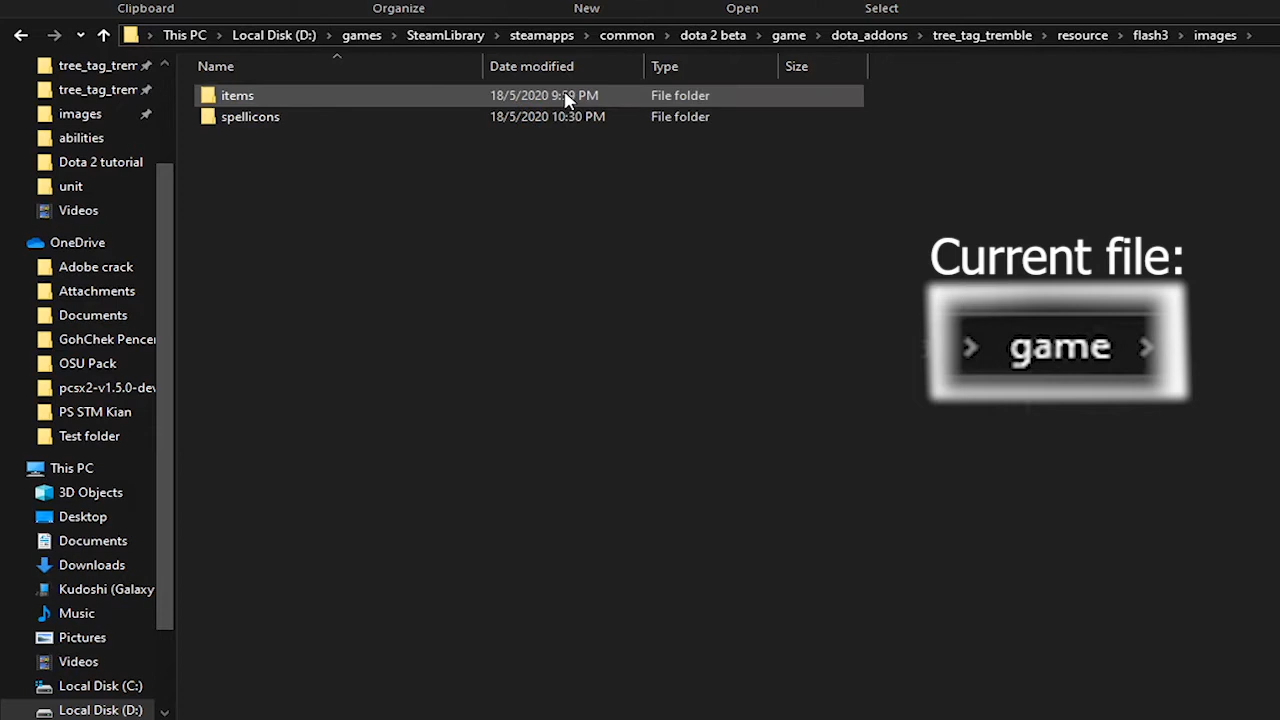 Clipboard Organize New Open Select
This PC Local Disk (D:) games SteamLibrary steamapps common dota 2 beta game dota_addons tree_tag_tremble resource flash3 images
Name Date modified Type Size
items 18/5/2020 PM File folder
spellicons 18/5/2020 10:30 PM File folder
tree_tag_trem
tree_tag_trem
images
abilities
Dota 2 tutorial
unit
Videos
OneDrive
Adobe crack
Attachments
Documents
GohChek Pencer
OSU Pack
pcsx2-v1.5.0-dev
PS STM Kian
Test folder
This PC
3D Objects
Desktop
Documents
Downloads
Kudoshi (Galaxy
Music
Pictures
Videos
Local Disk (C:)
Local Disk (D:)
Current file:
game